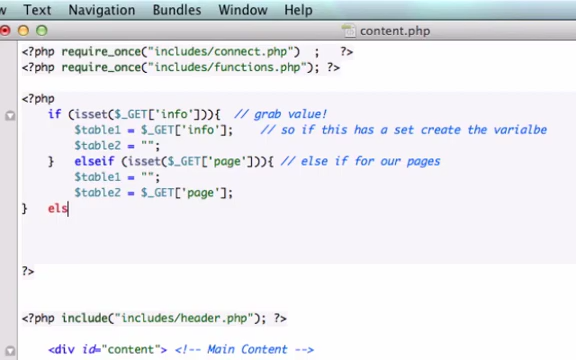 Text Navigation Bundles Window Help
content.php
<?php require_once("includes/connect.php") ; ?>
<?php require_once("includes/functions.php"); ?>
<?php
if (isset($_GET['info'])){ // grab value!
$table1 = $_GET['info']; // so if this has a set create the varialbe
$table2 = "";
} elseif (isset($_GET['page'])){ // else if for our pages
$table1 = "";
$table2 = $_GET['page'];
} els
?>
<?php include("includes/header.php"); ?>
<div id="content"> <!-- Main Content -->